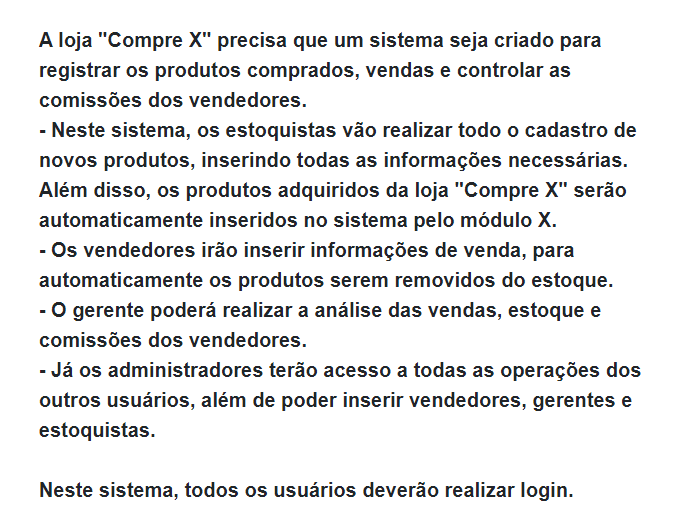 A loja "Compre X" precisa que um sistema seja criado para
registrar os produtos comprados, vendas e controlar as
comissões dos vendedores.
- Neste sistema, os estoquistas vão realizar todo o cadastro de
novos produtos, inserindo todas as informações necessárias.
Além disso, os produtos adquiridos da loja "Compre X" serão
automaticamente inseridos no sistema pelo módulo X.
- Os vendedores irão inserir informações de venda, para
automaticamente os produtos serem removidos do estoque.
- O gerente poderá realizar a análise das vendas, estoque e
comissões dos vendedores.
- Já os administradores terão acesso a todas as operações dos
outros usuários, além de poder inserir vendedores, gerentes e
estoquistas.
Neste sistema, todos os usuários deverão realizar login.